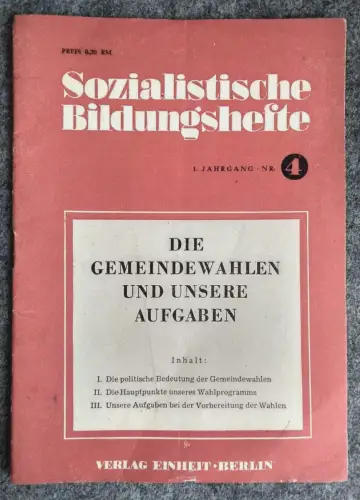 PREIS 0,20 RM
Sozialistische
Bildungshefte
1. JAHRGANG · NR. 4
DIE
GEMEINDEWAHLEN
UND UNSERE
AUFGABEN
Inhalt:
I. Die politische Bedeutung der Gemeindewahlen
II. Die Hauptpunkte unseres Wahlprogramms
III. Unsere Aufgaben bei der Vorbereitung der Wahlen
VERLAG EINHEIT · BERLIN